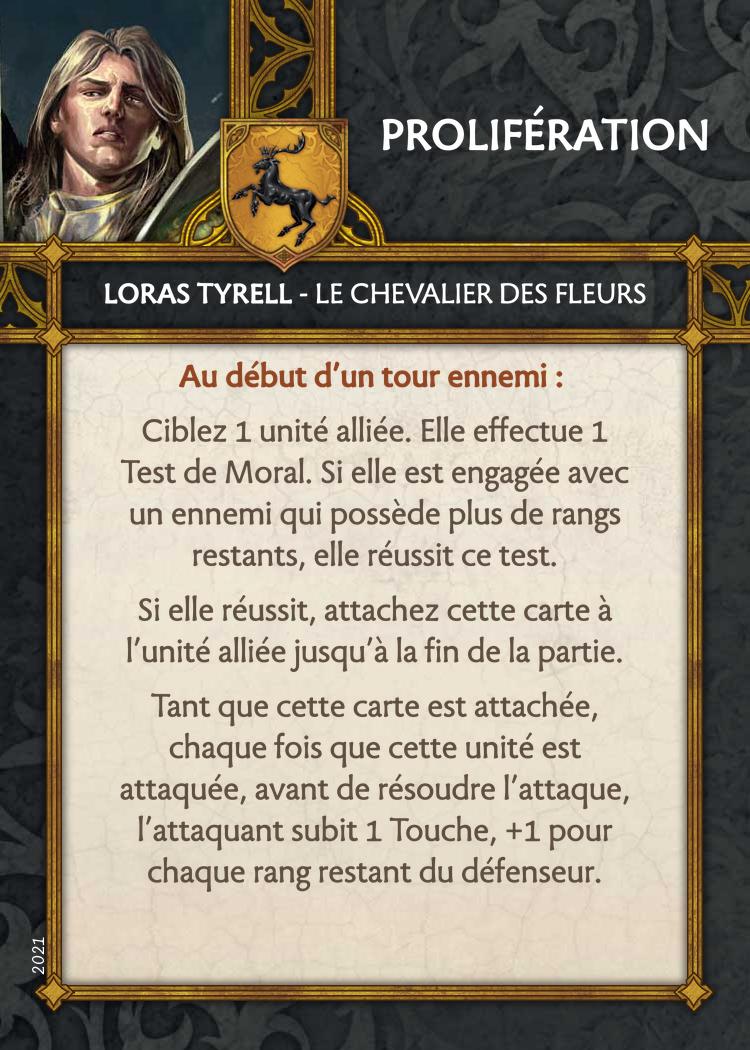 PROLIFÉRATION
LORAS TYRELL - LE CHEVALIER DES FLEURS
Au début d'un tour ennemi :
Ciblez 1 unité alliée. Elle effectue 1
Test de Moral. Si elle est engagée avec
un ennemi qui possède plus de rangs
restants, elle réussit ce test.
Si elle réussit, attachez cette carte à
l'unité alliée jusqu'à la fin de la partie.
Tant que cette carte est attachée,
chaque fois que cette unité est
attaquée, avant de résoudre l'attaque,
l'attaquant subit 1 Touche, +1 pour
chaque rang restant du défenseur.
2021